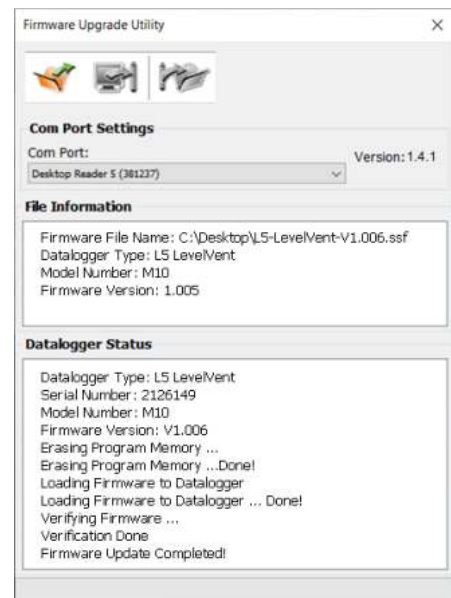 Firmware Upgrade Utility
Com Port Settings
Com Port:
Version: 1.4.1
Desktop Reader 5 (381237)
File Information
Firmware File Name: C:\Desktop\L5-LevelVent-V1.006.ssf
Datalogger Type: L5 LevelVent
Model Number: M10
Firmware Version: 1.005
Datalogger Status
Datalogger Type: L5 LevelVent
Serial Number: 2126149
Model Number: M10
Firmware Version: V1.006
Erasing Program Memory ...
Erasing Program Memory ...Done!
Loading Firmware to Datalogger
Loading Firmware to Datalogger ... Done!
Verifying Firmware ...
Verification Done
Firmware Update Completed!